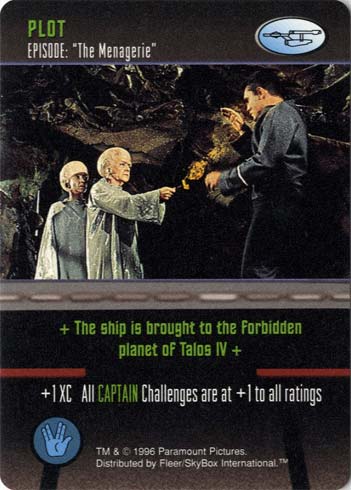 PLOT
EPISODE: "The Menagerie"
+ The ship is brought to the Forbidden
planet of Talos IV +
+1 XC All CAPTAIN Challenges are at +1 to all ratings
TM & © 1996 Paramount Pictures.
Distributed by Fleer/SkyBox International.™